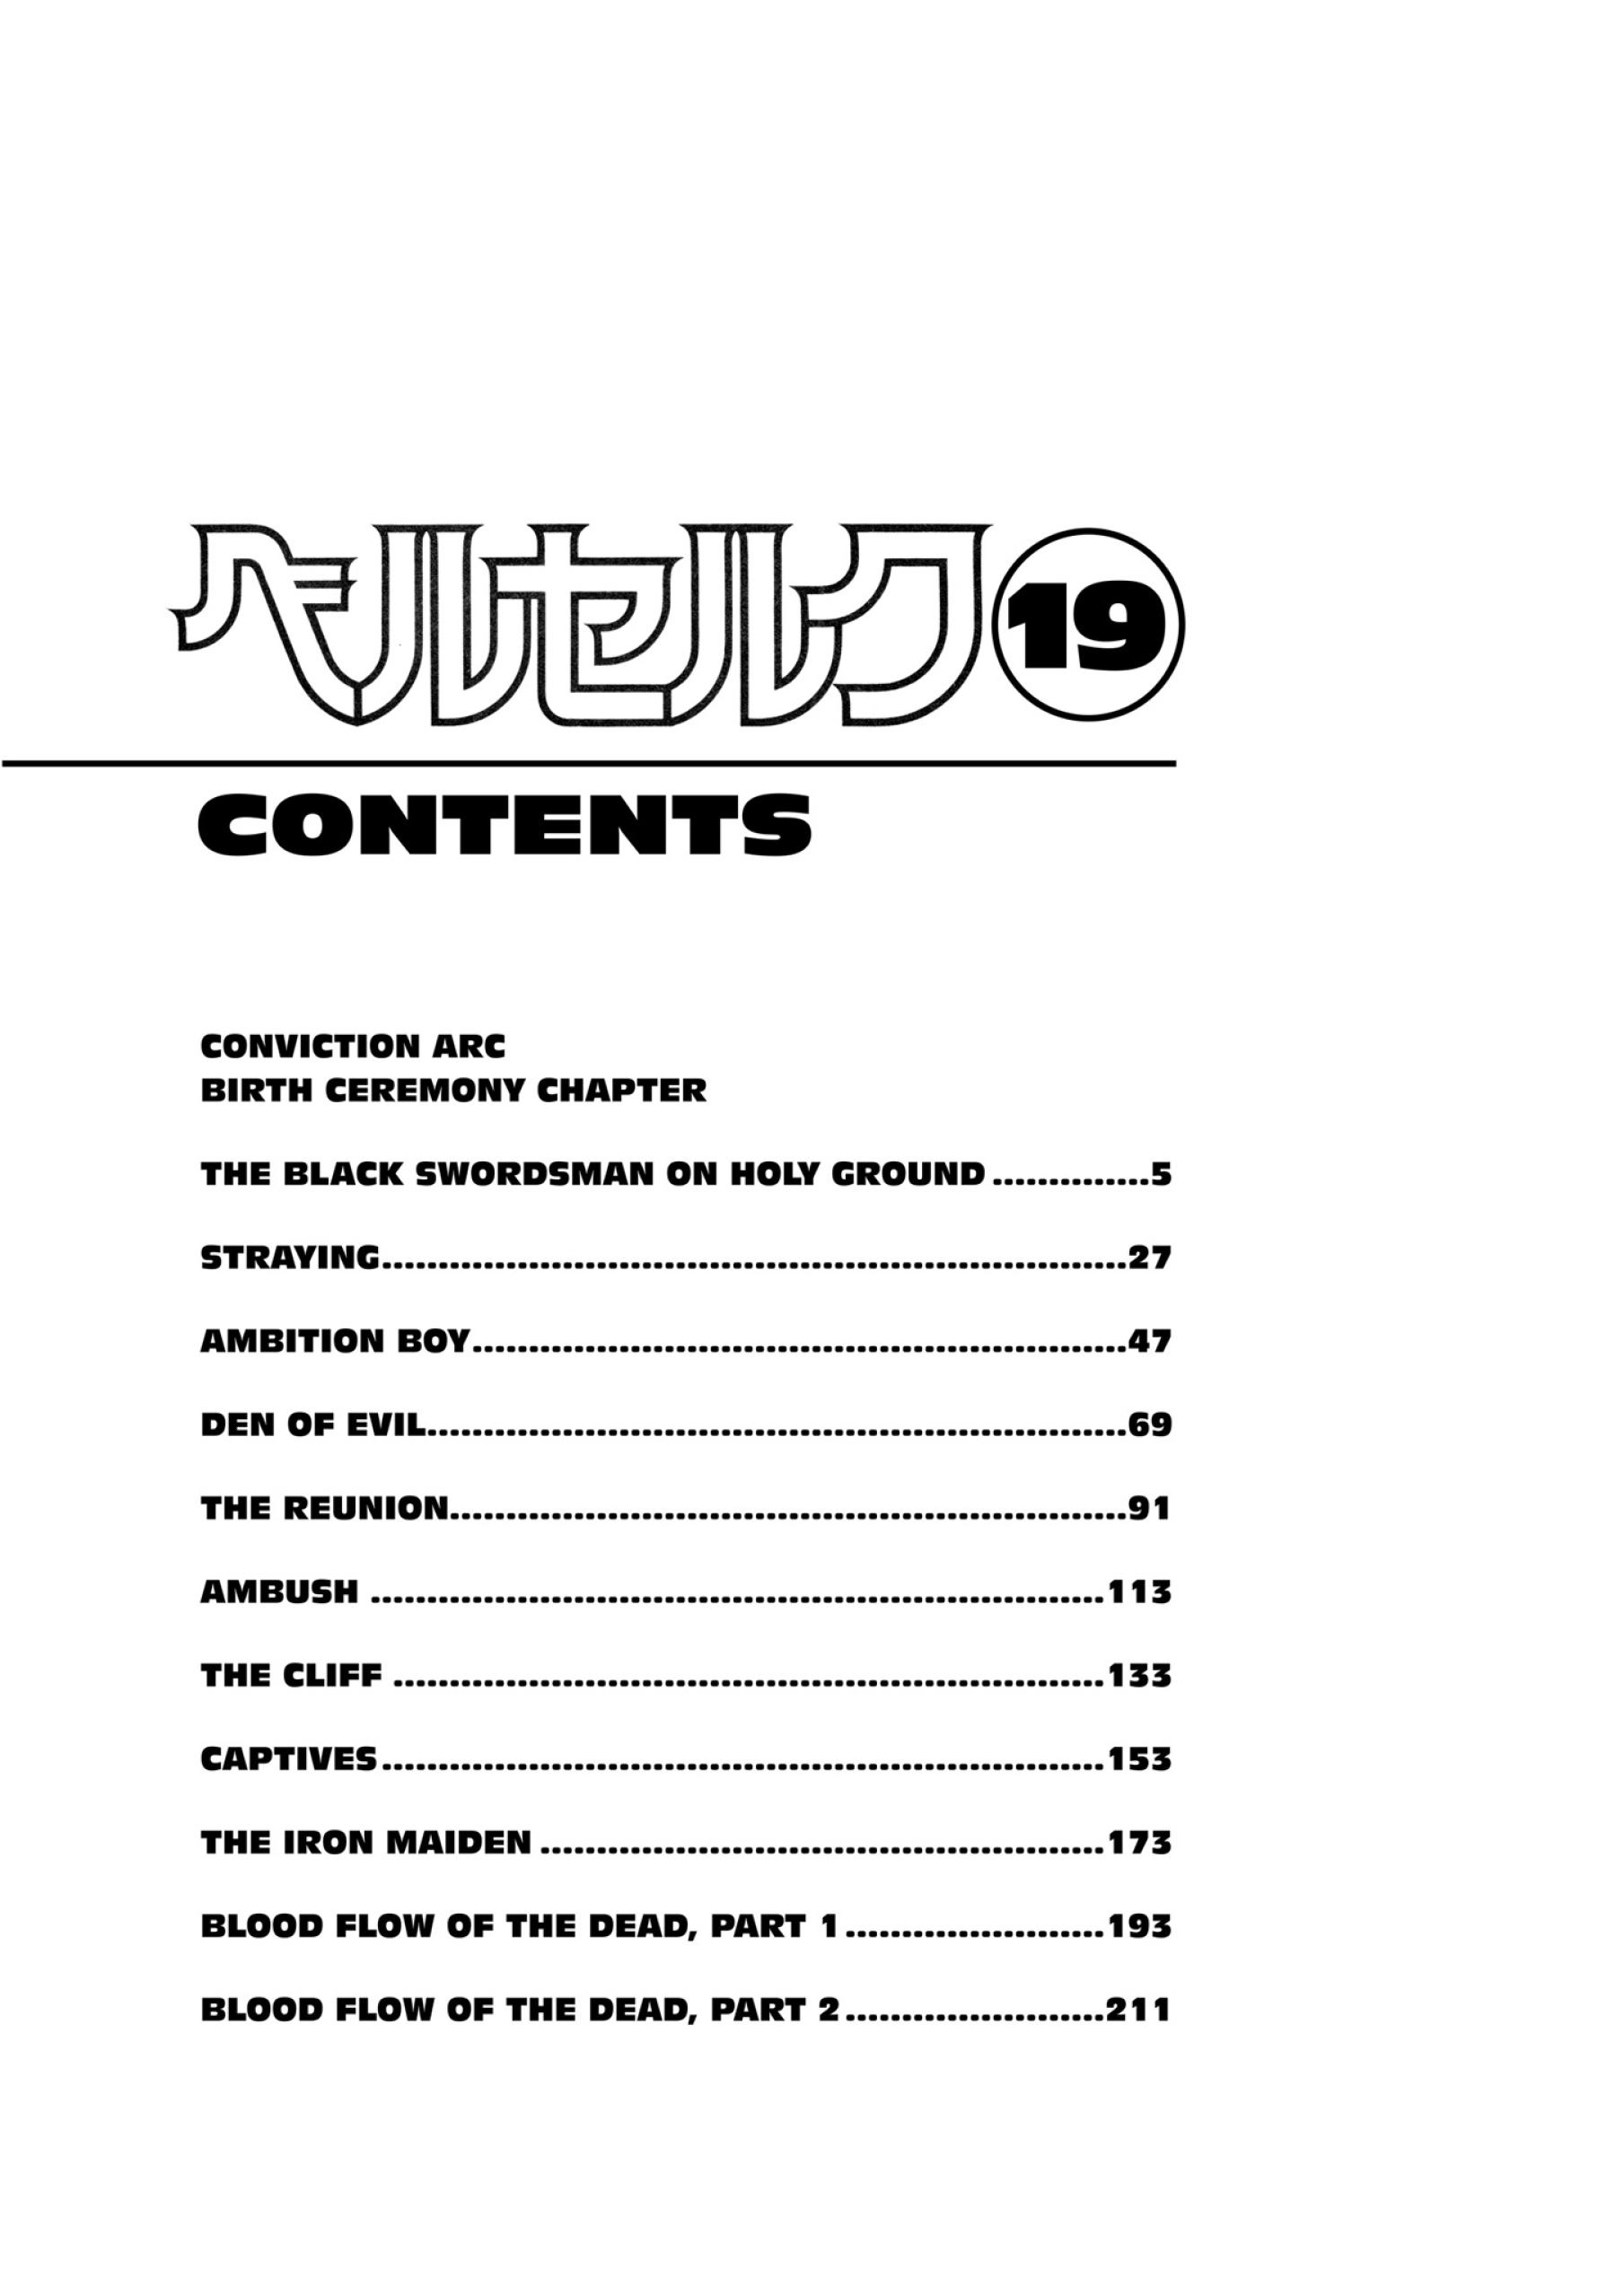 ベルセルク 19
CONTENTS
CONVICTION ARC
BIRTH CEREMONY CHAPTER
THE BLACK SWORDSMAN ON HOLY GROUND ..............5
STRAYING..................................................................27
AMBITION BOY..........................................................47
DEN OF EVIL..............................................................69
THE REUNION............................................................91
AMBUSH .................................................................113
THE CLIFF ...............................................................133
CAPTIVES................................................................153
THE IRON MAIDEN ..................................................173
BLOOD FLOW OF THE DEAD, PART 1.......................193
BLOOD FLOW OF THE DEAD, PART 2.......................211